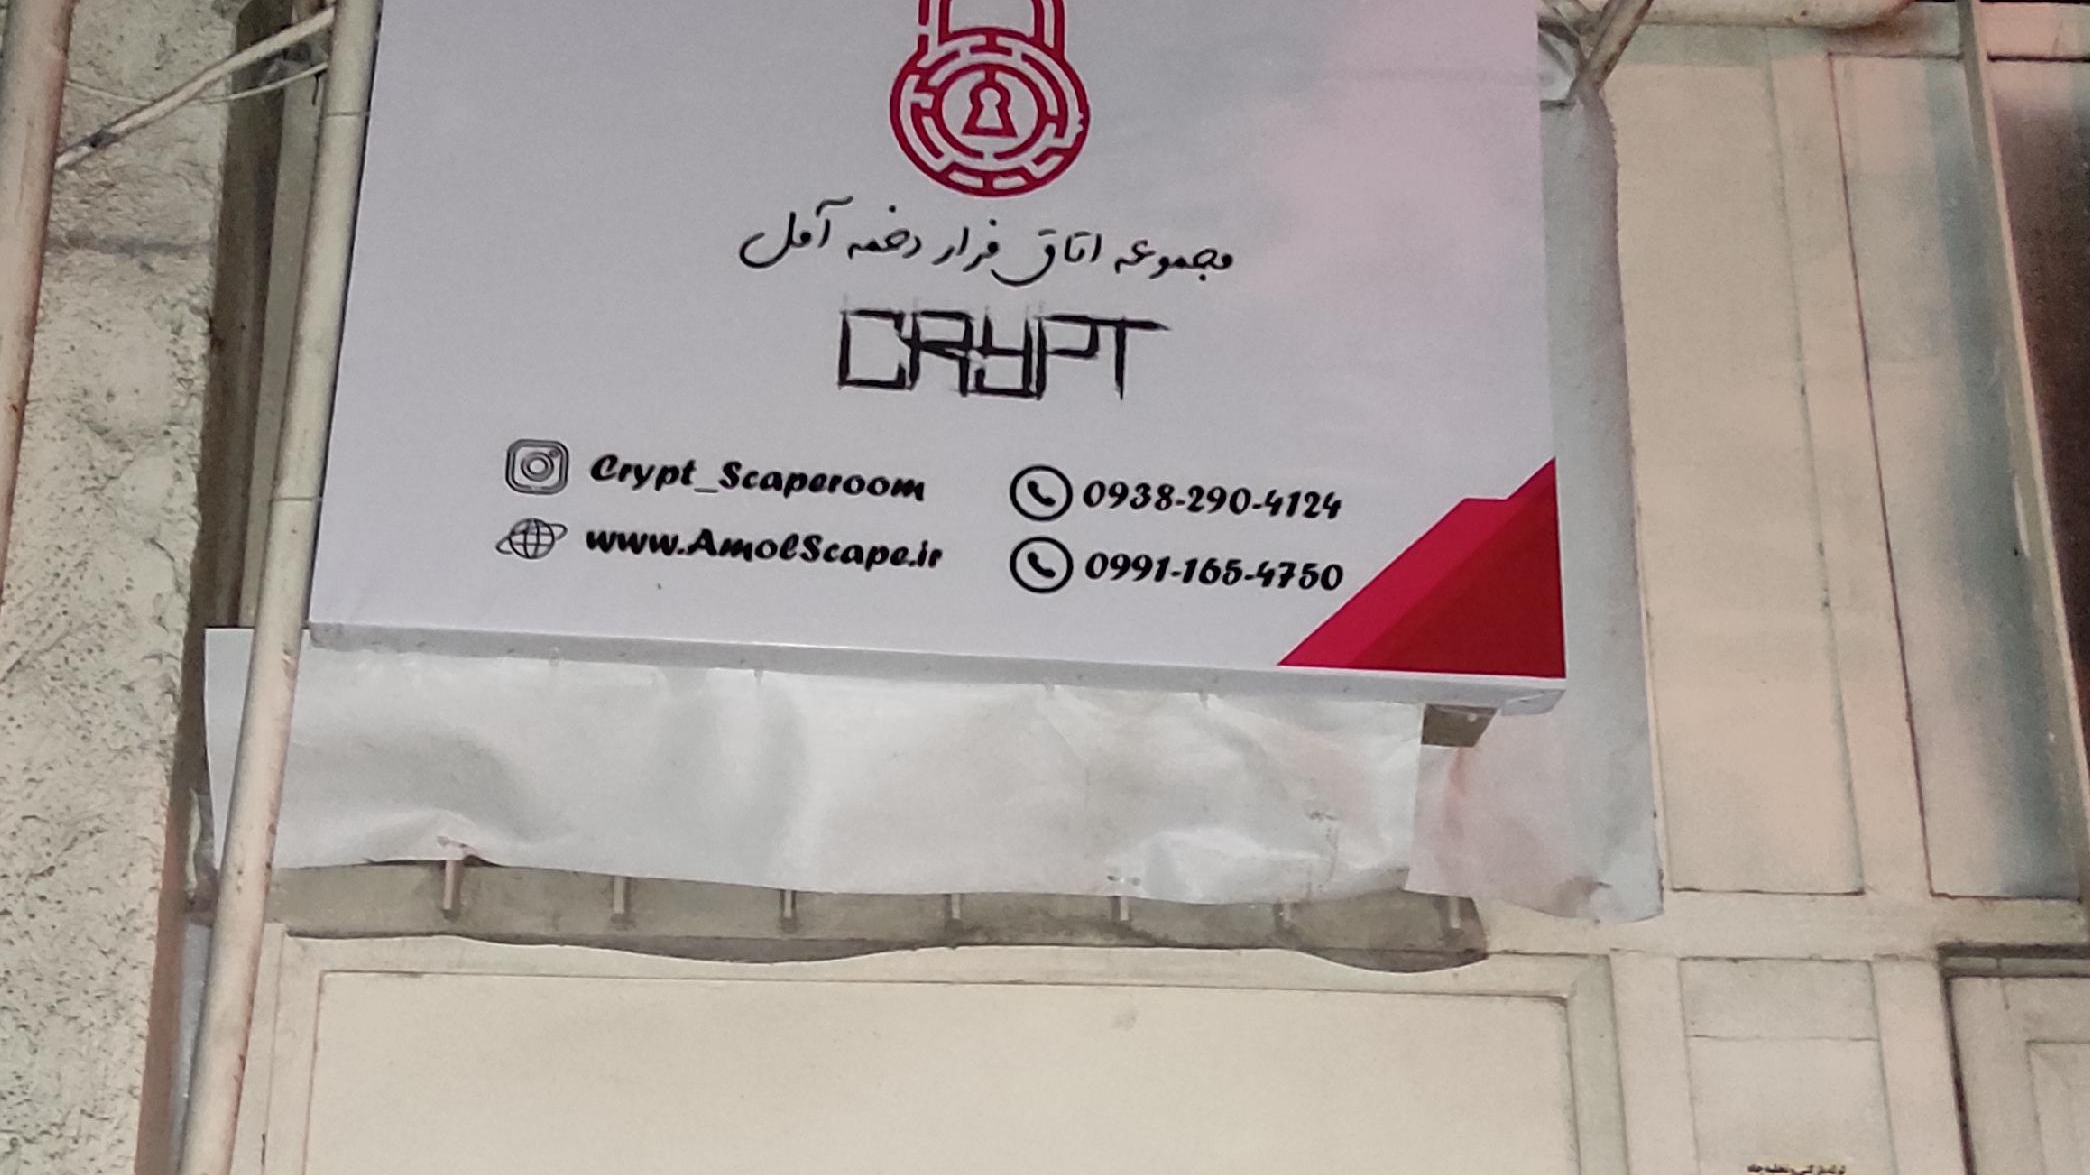 مجموعه اتاق فرار دخمه آمل
CRYPT
Crypt_Scaperoom
www.AmolScape.ir
0938-290-4124
0991-165-4750